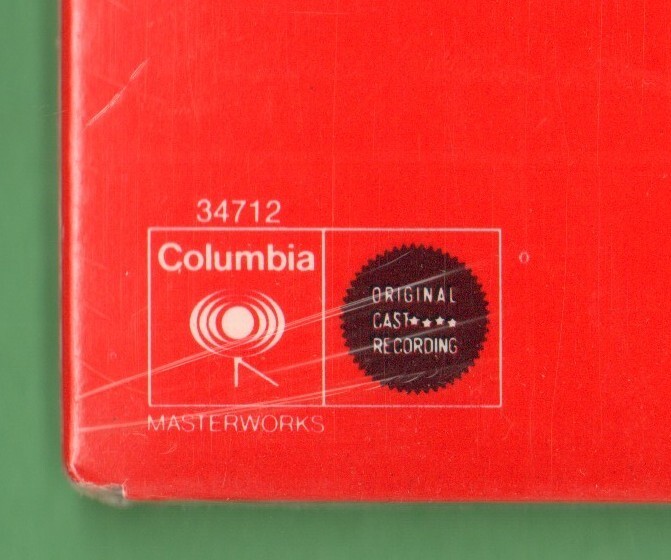 34712
Columbia
ORIGINAL
CAST★★★★
RECORDING
MASTERWORKS